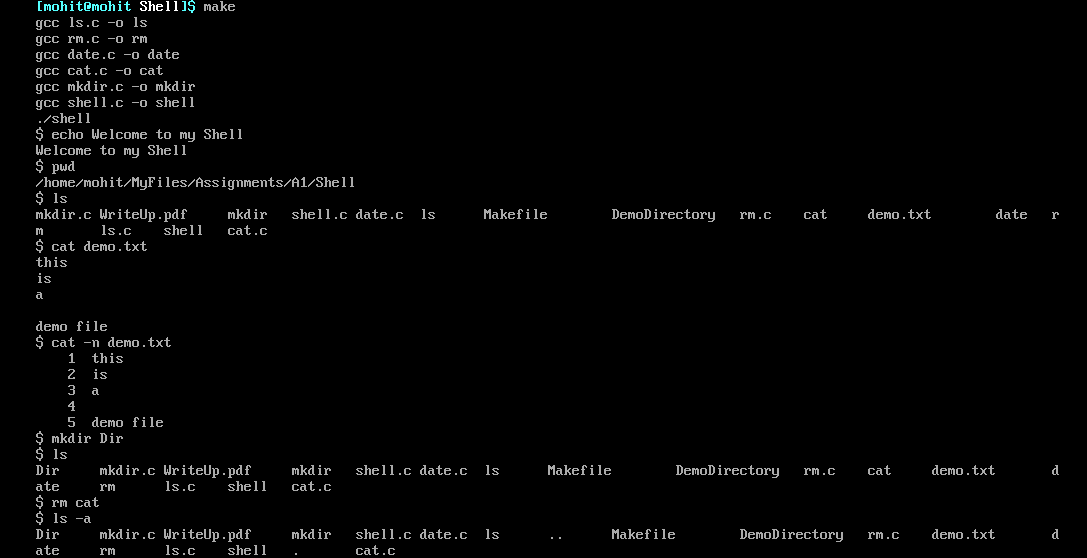 [mohit@mohit Shell]$ make
gcc ls.c -o ls
gcc rm.c -o rm
gcc date.c -o date
gcc cat.c -o cat
gcc mkdir.c -o mkdir
gcc shell.c -o shell
./shell
$ echo Welcome to my Shell
Welcome to my Shell
$ pwd
/home/mohit/MyFiles/Assignments/A1/Shell
$ ls
mkdir.c WriteUp.pdf     mkdir   shell.c date.c  ls      Makefile        DemoDirectory   rm.c    cat     demo.txt        date   r
m       ls.c    shell   cat.c
$ cat demo.txt
this
is
a

demo file
$ cat -n demo.txt
    1  this
    2  is
    3  a
    4
    5  demo file
$ mkdir Dir
$ ls
Dir     mkdir.c WriteUp.pdf     mkdir   shell.c date.c  ls      Makefile        DemoDirectory   rm.c    cat     demo.txt       d
ate     rm      ls.c    shell   cat.c
$ rm cat
$ ls -a
Dir     mkdir.c WriteUp.pdf     mkdir   shell.c date.c  ls      ..      Makefile        DemoDirectory   rm.c    demo.txt       d
ate     rm      ls.c    shell   .       cat.c